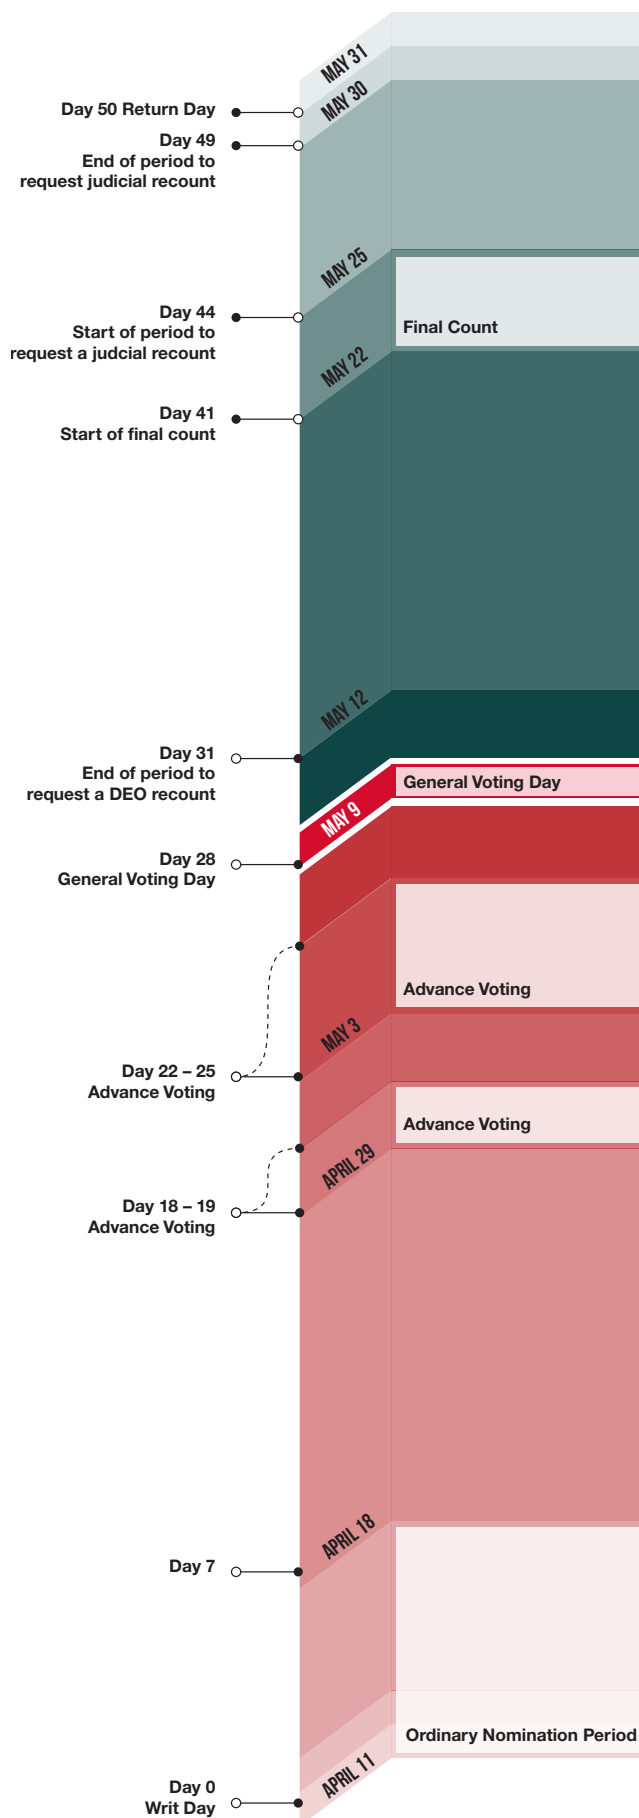 MAY 31
Day 50 Return Day
MAY 30
Day 49
End of period to
request judicial recount
MAY 25
Day 44
Start of period to
request a judcial recount
Final Count
MAY 22
Day 41
Start of final count
MAY 12
Day 31
End of period to
request a DEO recount
General Voting Day
MAY 9
Day 28
General Voting Day
Advance Voting
MAY 3
Day 22 – 25
Advance Voting
Advance Voting
APRIL 29
Day 18 – 19
Advance Voting
APRIL 18
Day 7
Ordinary Nomination Period
APRIL 11
Day 0
Writ Day